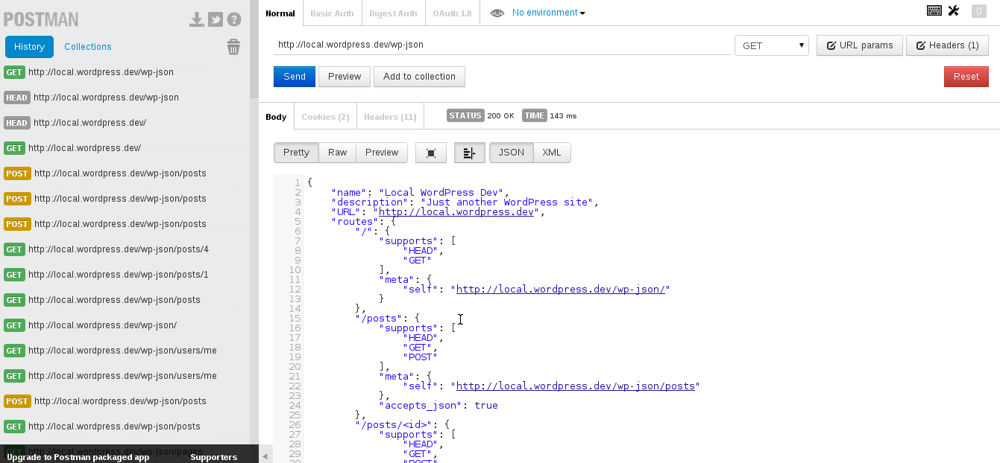 POSTMAN
History Collections
GET http://local.wordpress.dev/wp-json
HEAD http://local.wordpress.dev/wp-json
HEAD http://local.wordpress.dev/
GET http://local.wordpress.dev/
POST http://local.wordpress.dev/wp-json/posts
POST http://local.wordpress.dev/wp-json/posts
POST http://local.wordpress.dev/wp-json/posts
GET http://local.wordpress.dev/wp-json/posts/4
GET http://local.wordpress.dev/wp-json/posts/1
GET http://local.wordpress.dev/wp-json/posts
GET http://local.wordpress.dev/wp-json/
GET http://local.wordpress.dev/wp-json/users/me
GET http://local.wordpress.dev/wp-json/users/me
POST http://local.wordpress.dev/wp-json/posts
GET http://local.wordpress.dev/wp-json/posts
GET http://local.wordpress.dev/wp-json/pages
Upgrade to Postman packaged app Supporters
Normal Basic Auth Digest Auth OAuth 1.0 No environment 0
http://local.wordpress.dev/wp-json GET URL params Headers (1)
Send Preview Add to collection Reset
Body Cookies (2) Headers (11) STATUS 200 OK TIME 143 ms
Pretty Raw Preview JSON XML
1 {
2 "name": "Local WordPress Dev",
3 "description": "Just another WordPress site",
4 "URL": "http://local.wordpress.dev",
5 "routes": {
6 "/": {
7 "supports": [
8 "HEAD",
9 "GET"
10 ],
11 "meta": {
12 "self": "http://local.wordpress.dev/wp-json/"
13 }
14 },
15 "/posts": {
16 "supports": [
17 "HEAD",
18 "GET",
19 "POST"
20 ],
21 "meta": {
22 "self": "http://local.wordpress.dev/wp-json/posts"
23 },
24 "accepts_json": true
25 },
26 "/posts/<id>": {
27 "supports": [
28 "HEAD",
29 "GET",
30 "POST"